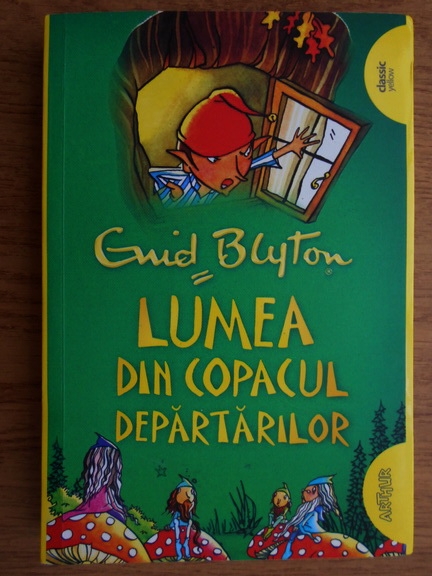 classic
yellow
Enid Blyton®
LUMEA
DIN COPACUL
DEPĂRTĂRILOR
ARTHUR